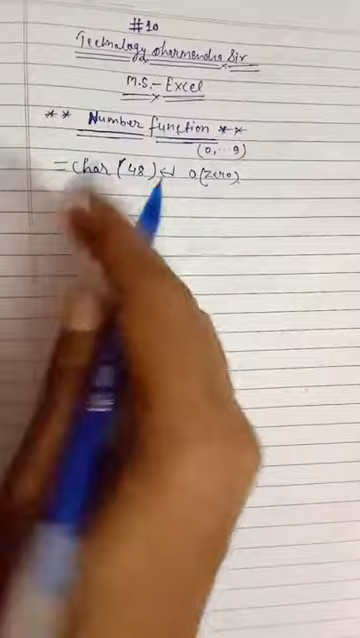 #10
Technology Dharmendra Sir
M.S.-Excel
** Number function **
(0, ... 9)
=char(48)↵ 0(Zero)